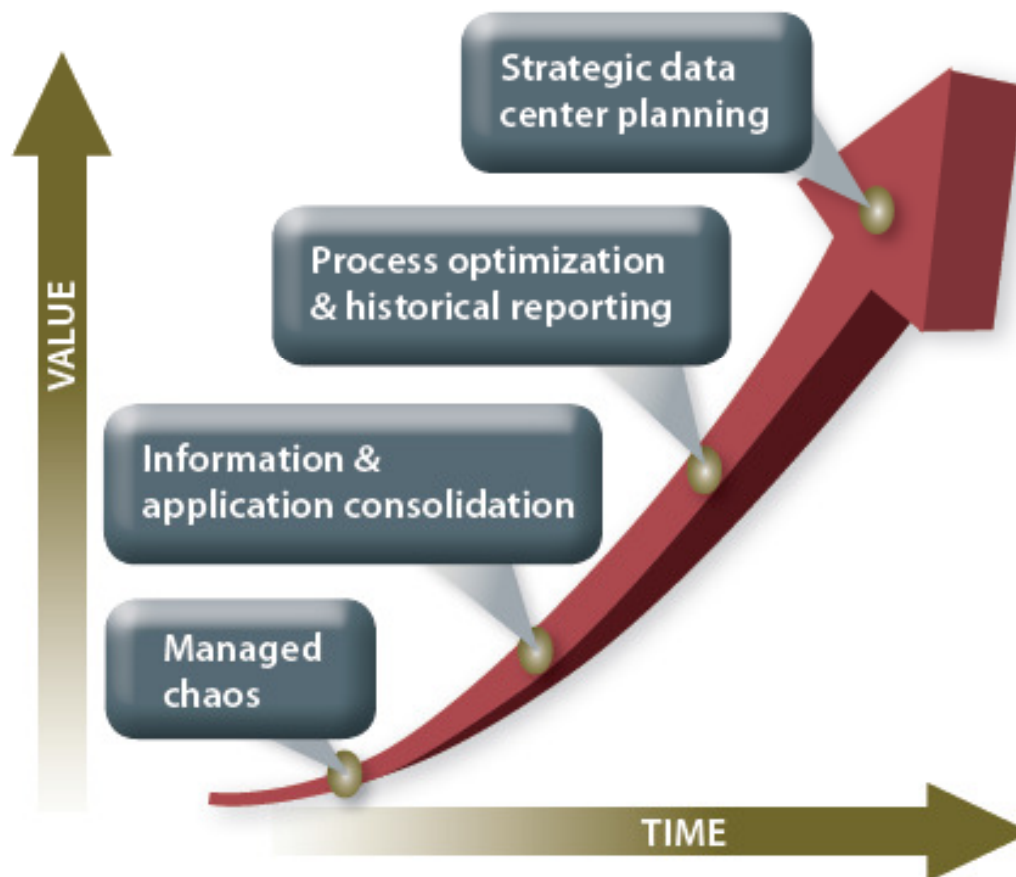 Strategic data
center planning
Process optimization
& historical reporting
Information &
application consolidation
Managed
chaos
VALUE
TIME